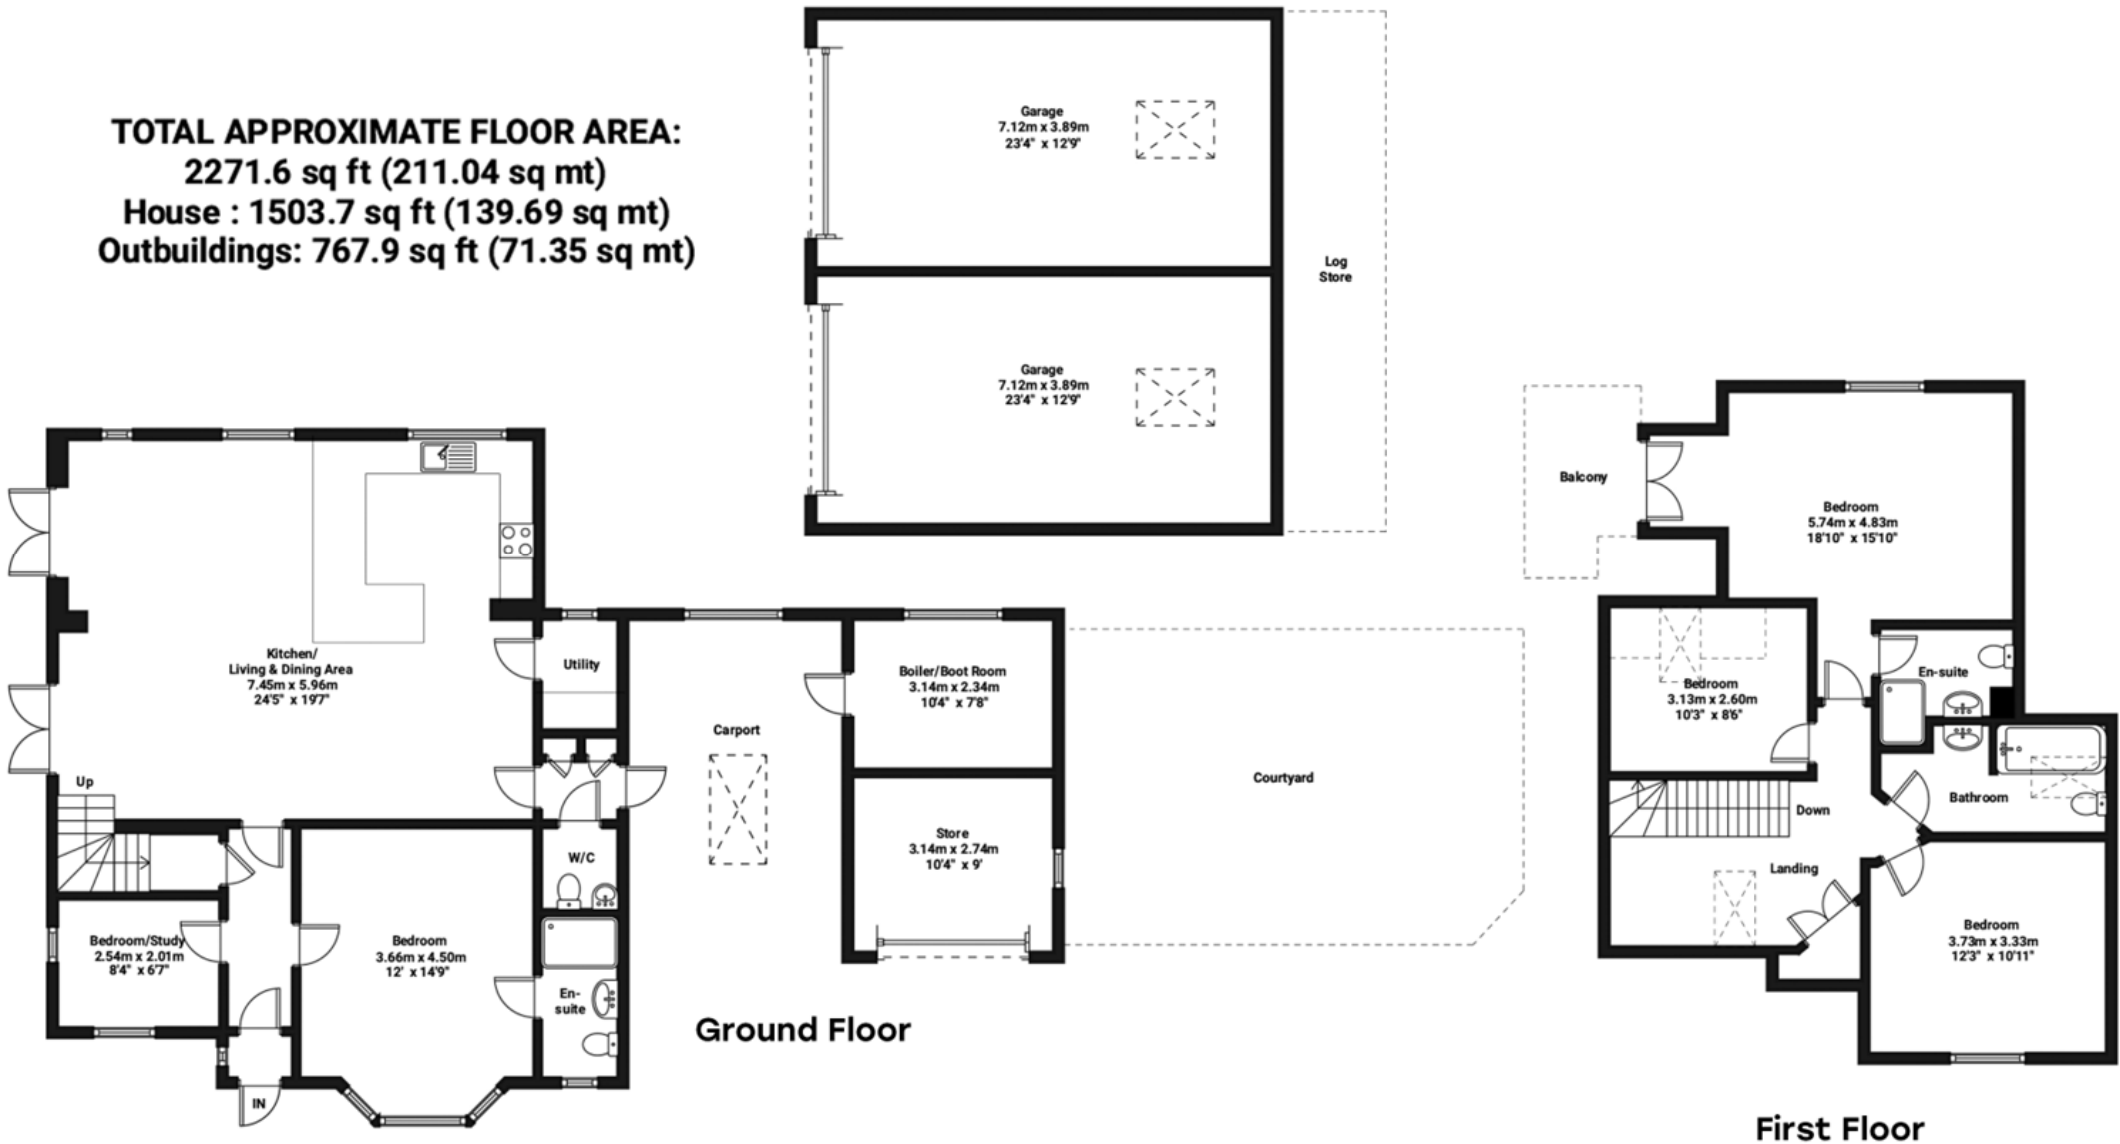 TOTAL APPROXIMATE FLOOR AREA:
2271.6 sq ft (211.04 sq mt)
House : 1503.7 sq ft (139.69 sq mt)
Outbuildings: 767.9 sq ft (71.35 sq mt)
Garage
7.12m x 3.89m
23'4" x 12'9"
Log
Store
Garage
7.12m x 3.89m
23'4" x 12'9"
Kitchen/
Living & Dining Area
7.45m x 5.96m
24'5" x 19'7"
Up
Utility
Carport
Boiler/Boot Room
3.14m x 2.34m
10'4" x 7'8"
Store
3.14m x 2.74m
10'4" x 9'
Courtyard
W/C
Bedroom/Study
2.54m x 2.01m
8'4" x 6'7"
Bedroom
3.66m x 4.50m
12' x 14'9"
En-
suite
IN
Ground Floor
Balcony
Bedroom
5.74m x 4.83m
18'10" x 15'10"
Bedroom
3.13m x 2.60m
10'3" x 8'6"
En-suite
Bathroom
Down
Landing
Bedroom
3.73m x 3.33m
12'3" x 10'11"
First Floor